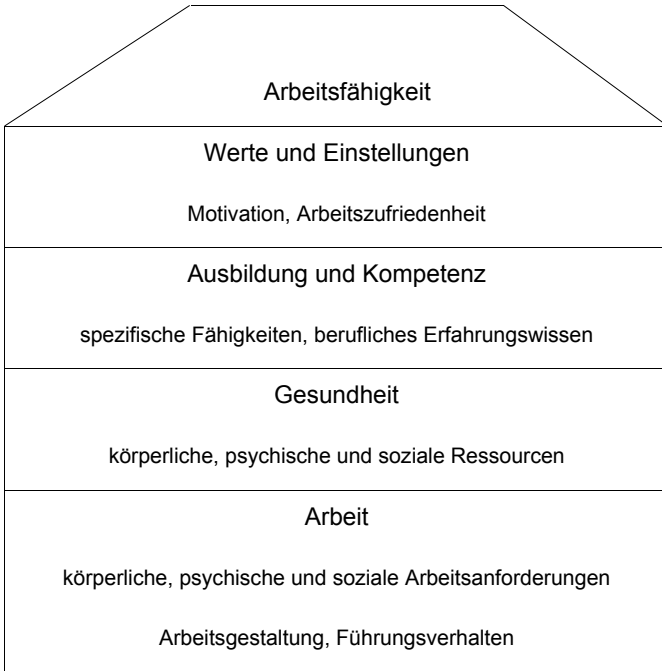 Arbeitsfähigkeit
Werte und Einstellungen
Motivation, Arbeitszufriedenheit
Ausbildung und Kompetenz
spezifische Fähigkeiten, berufliches Erfahrungswissen
Gesundheit
körperliche, psychische und soziale Ressourcen
Arbeit
körperliche, psychische und soziale Arbeitsanforderungen
Arbeitsgestaltung, Führungsverhalten